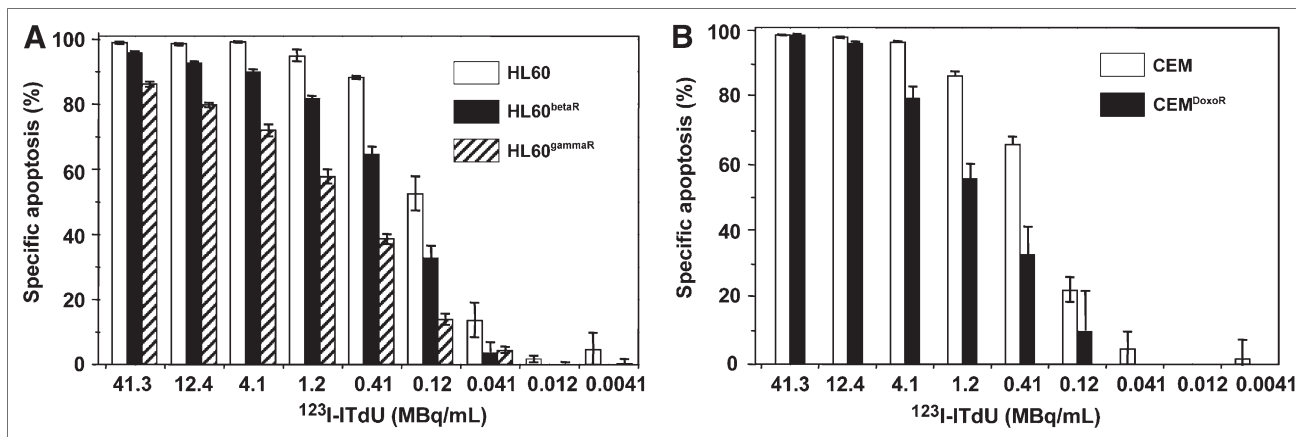 A
Specific apoptosis (%)
100
80
60
40
20
0
HL60
HL60betaR
HL60gammaR
41.3 12.4 4.1 1.2 0.41 0.12 0.041 0.012 0.0041
123I-ITdU (MBq/mL)
B
Specific apoptosis (%)
100
80
60
40
20
0
CEM
CEMDoxoR
41.3 12.4 4.1 1.2 0.41 0.12 0.041 0.012 0.0041
123I-ITdU (MBq/mL)